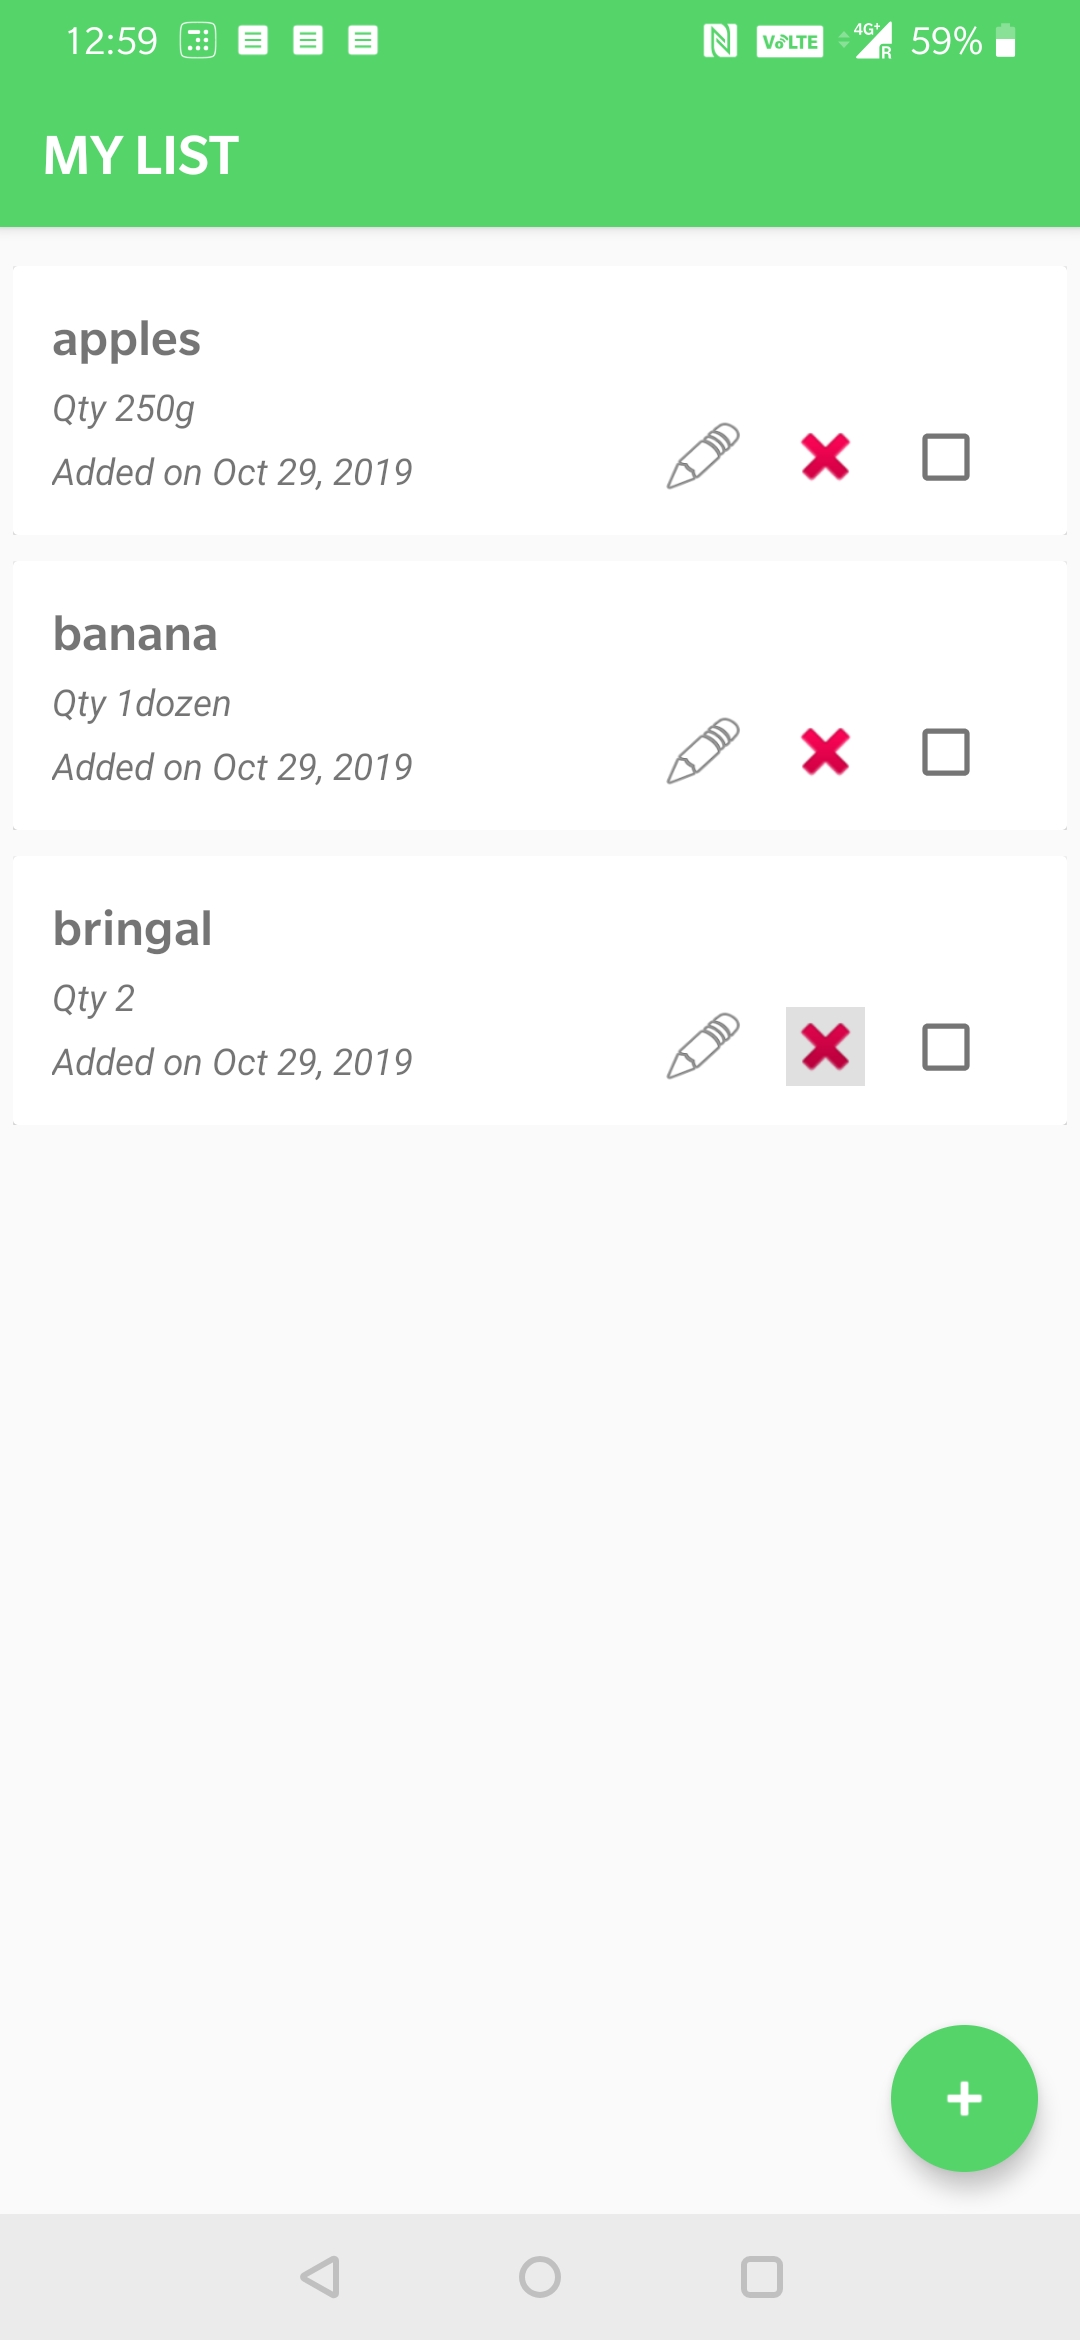 12:59 VoLTE 4G+ R 59%
MY LIST
apples
Qty 250g
Added on Oct 29, 2019
banana
Qty 1dozen
Added on Oct 29, 2019
bringal
Qty 2
Added on Oct 29, 2019